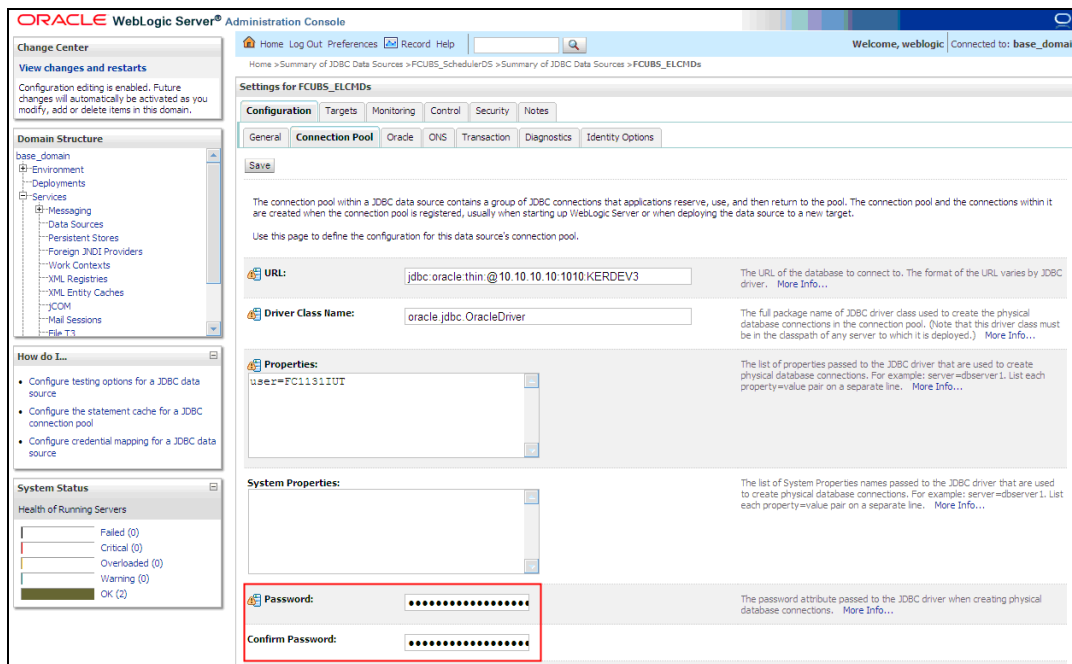 ORACLE WebLogic Server® Administration Console
Change Center
View changes and restarts
Configuration editing is enabled. Future
changes will automatically be activated as you
modify, add or delete items in this domain.
Domain Structure
base_domain
Environment
Deployments
Services
Messaging
Data Sources
Persistent Stores
Foreign JNDI Providers
Work Contexts
XML Registries
XML Entity Caches
jCOM
Mail Sessions
File T3
How do I...
Configure testing options for a JDBC data
source
Configure the statement cache for a JDBC
connection pool
Configure credential mapping for a JDBC data
source
System Status
Health of Running Servers
Failed (0)
Critical (0)
Overloaded (0)
Warning (0)
OK (2)
Home Log Out Preferences Record Help
Welcome, weblogic Connected to: base_domai
Home >Summary of JDBC Data Sources >FCUBS_SchedulerDS >Summary of JDBC Data Sources >FCUBS_ELCMDs
Settings for FCUBS_ELCMDs
Configuration Targets Monitoring Control Security Notes
General Connection Pool Oracle ONS Transaction Diagnostics Identity Options
Save
The connection pool within a JDBC data source contains a group of JDBC connections that applications reserve, use, and then return to the pool. The connection pool and the connections within it
are created when the connection pool is registered, usually when starting up WebLogic Server or when deploying the data source to a new target.
Use this page to define the configuration for this data source's connection pool.
URL:
jdbc:oracle:thin:@10.10.10.10:1010:KERDEV3
The URL of the database to connect to. The format of the URL varies by JDBC
driver. More Info...
Driver Class Name:
oracle.jdbc.OracleDriver
The full package name of JDBC driver class used to create the physical
database connections in the connection pool. (Note that this driver class must
be in the classpath of any server to which it is deployed.) More Info...
Properties:
user=FC1131IUT
The list of properties passed to the JDBC driver that are used to create
physical database connections. For example: server=dbserver1. List each
property=value pair on a separate line. More Info...
System Properties:
The list of System Properties names passed to the JDBC driver that are used
to create physical database connections. For example: server=dbserver1. List
each property=value pair on a separate line. More Info...
Password:
The password attribute passed to the JDBC driver when creating physical
database connections. More Info...
Confirm Password: